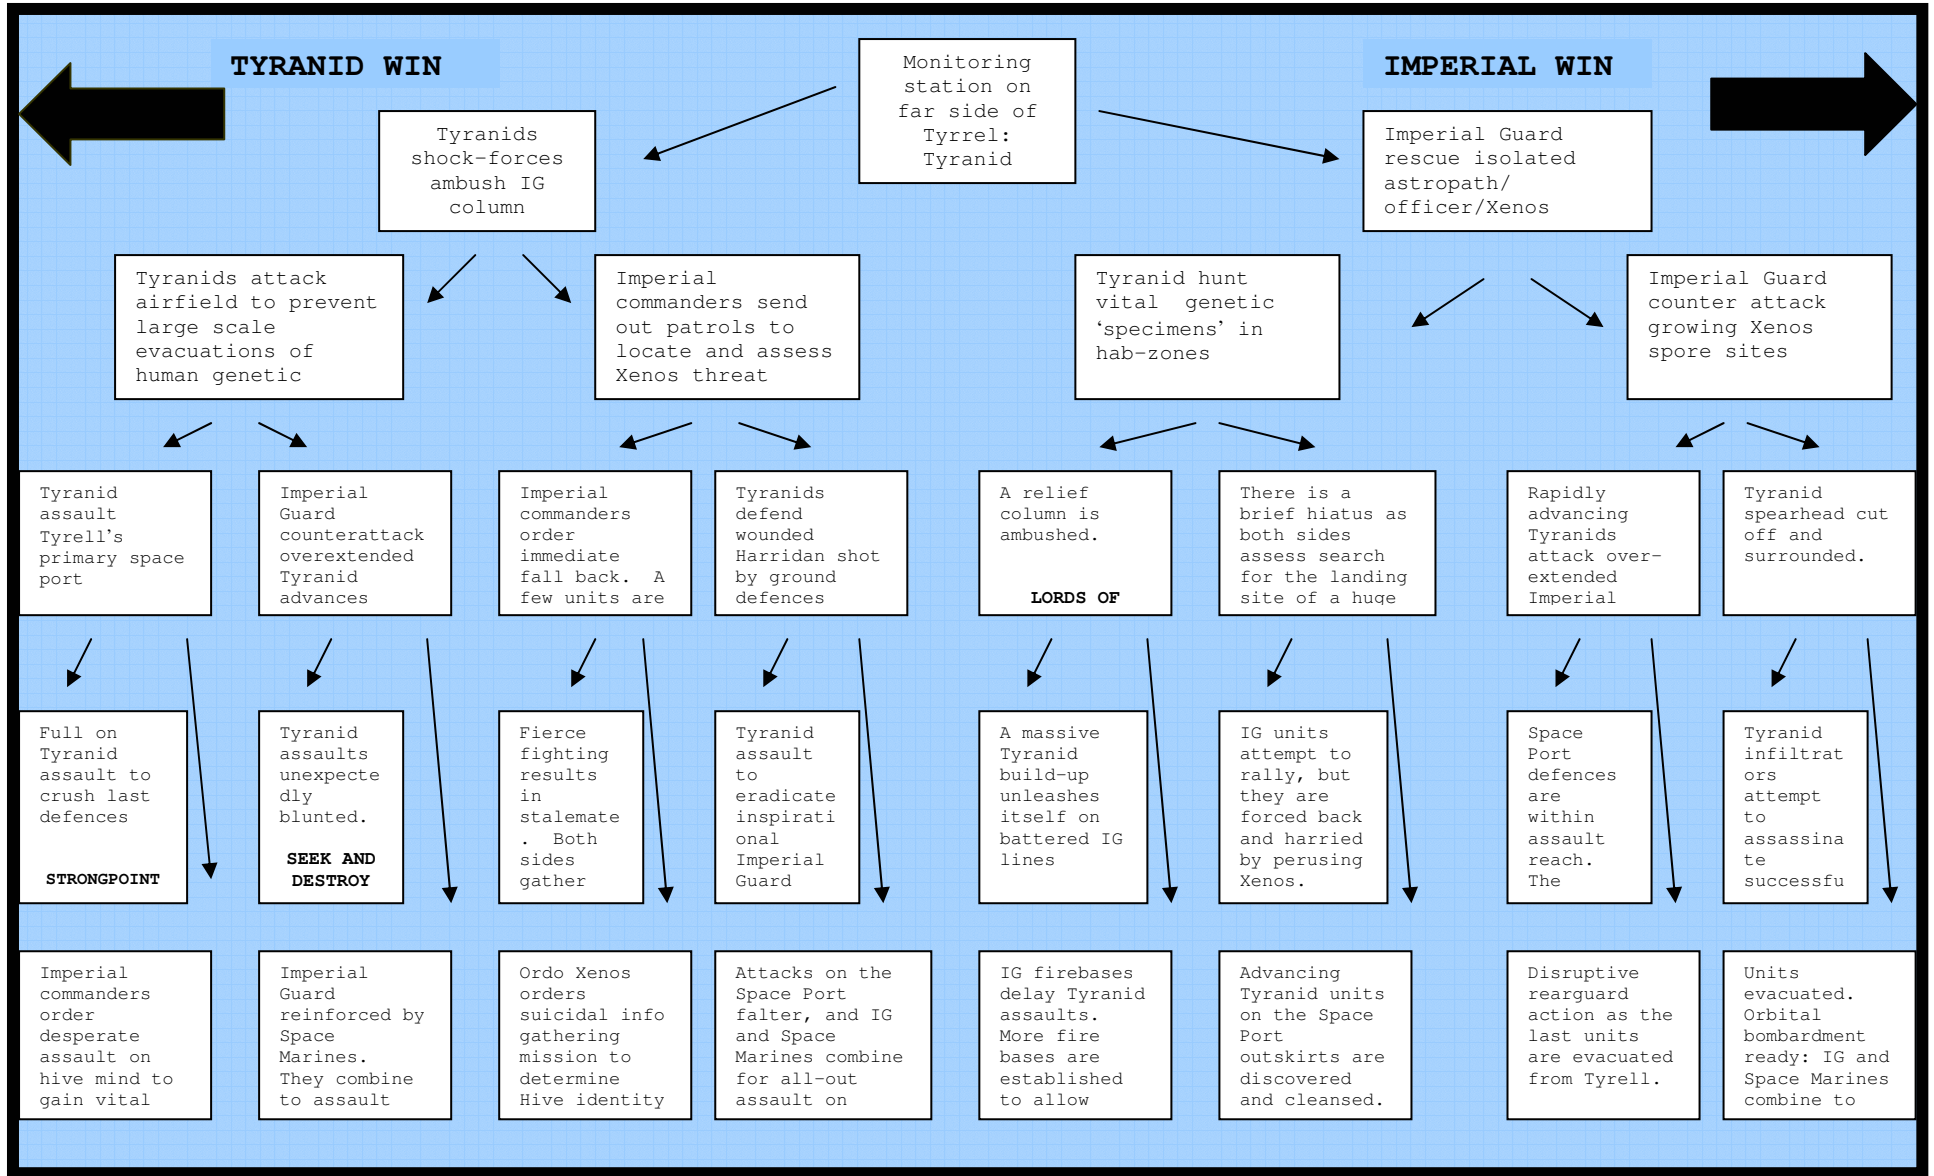 TYRANID WIN
IMPERIAL WIN
Monitoring
station on
far side of
Tyrrel:
Tyranid
Tyranids
shock-forces
ambush IG
column
Imperial Guard
rescue isolated
astropath/
officer/Xenos
Tyranids attack
airfield to prevent
large scale
evacuations of
human genetic
Imperial
commanders send
out patrols to
locate and assess
Xenos threat
Tyranid hunt
vital  genetic
‘specimens’ in
hab-zones
Imperial Guard
counter attack
growing Xenos
spore sites
Tyranid
assault
Tyrell’s
primary space
port
Imperial
Guard
counterattack
overextended
Tyranid
advances
Imperial
commanders
order
immediate
fall back.  A
few units are
Tyranids
defend
wounded
Harridan shot
by ground
defences
A relief
column is
ambushed.
LORDS OF
There is a
brief hiatus as
both sides
assess search
for the landing
site of a huge
Rapidly
advancing
Tyranids
attack over-
extended
Imperial
Tyranid
spearhead cut
off and
surrounded.
Full on
Tyranid
assault to
crush last
defences
STRONGPOINT
Tyranid
assaults
unexpecte
dly
blunted.
SEEK AND
DESTROY
Fierce
fighting
results
in
stalemate
.  Both
sides
gather
Tyranid
assault
to
eradicate
inspirati
onal
Imperial
Guard
A massive
Tyranid
build-up
unleashes
itself on
battered IG
lines
IG units
attempt to
rally, but
they are
forced back
and harried
by perusing
Xenos.
Space
Port
defences
are
within
assault
reach.
The
Tyranid
infiltrat
ors
attempt
to
assassina
te
successfu
Imperial
commanders
order
desperate
assault on
hive mind to
gain vital
Imperial
Guard
reinforced by
Space
Marines.
They combine
to assault
Ordo Xenos
orders
suicidal info
gathering
mission to
determine
Hive identity
Attacks on the
Space Port
falter, and IG
and Space
Marines combine
for all-out
assault on
IG firebases
delay Tyranid
assaults.
More fire
bases are
established
to allow
Advancing
Tyranid units
on the Space
Port
outskirts are
discovered
and cleansed.
Disruptive
rearguard
action as the
last units
are evacuated
from Tyrell.
Units
evacuated.
Orbital
bombardment
ready: IG and
Space Marines
combine to